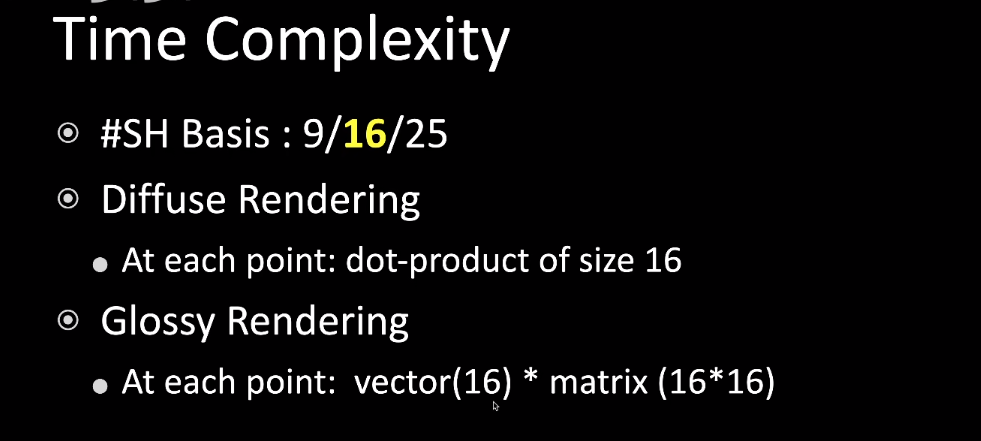 Time Complexity
#SH Basis : 9/16/25
Diffuse Rendering
At each point: dot-product of size 16
Glossy Rendering
At each point: vector(16) * matrix (16*16)